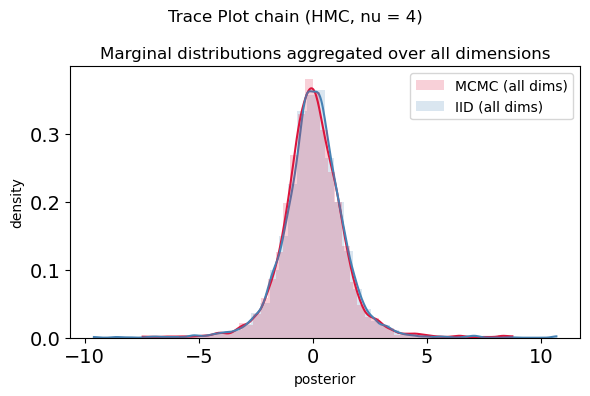 Trace Plot chain (HMC, nu = 4)
Marginal distributions aggregated over all dimensions
MCMC (all dims)
IID (all dims)
density
0.3
0.2
0.1
0.0
−10
−5
0
5
10
posterior